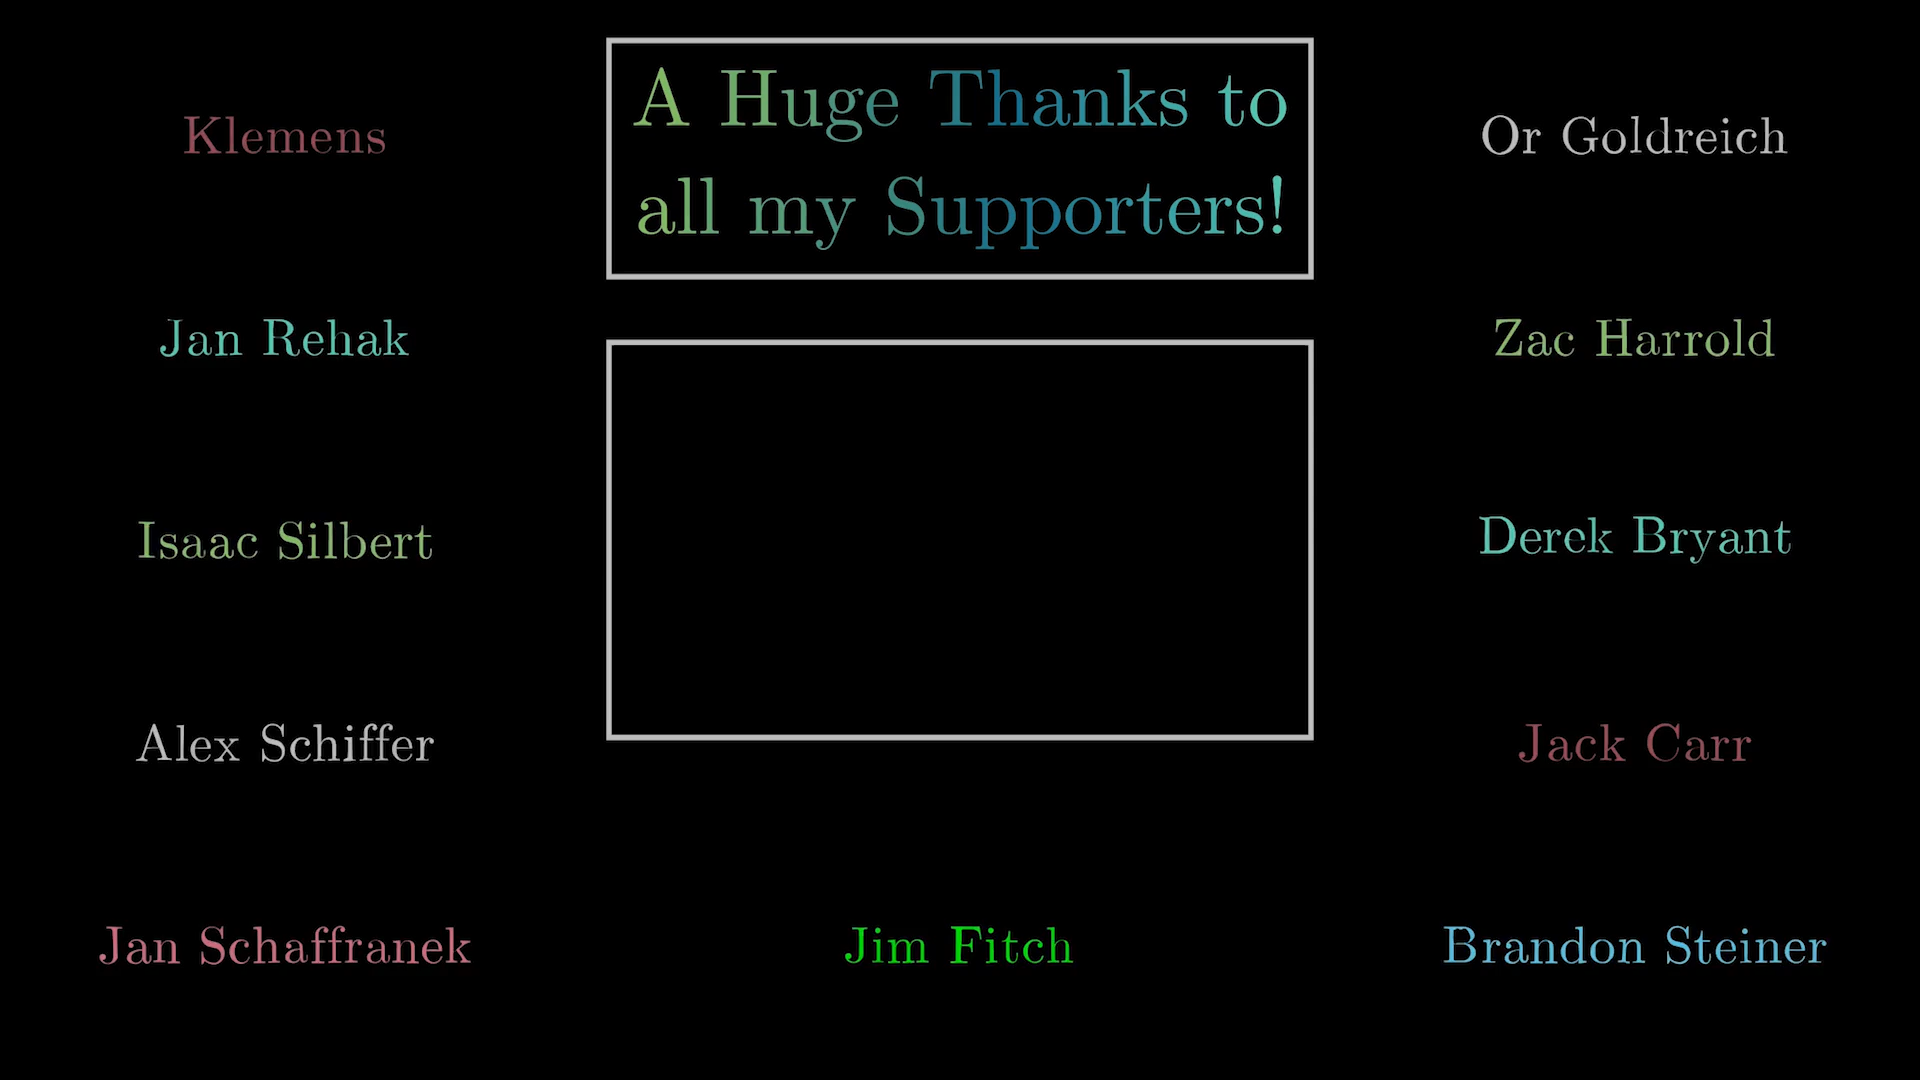 A Huge Thanks to
all my Supporters!
Klemens
Or Goldreich
Jan Rehak
Zac Harrold
Isaac Silbert
Derek Bryant
Alex Schiffer
Jack Carr
Jan Schaffranek
Jim Fitch
Brandon Steiner